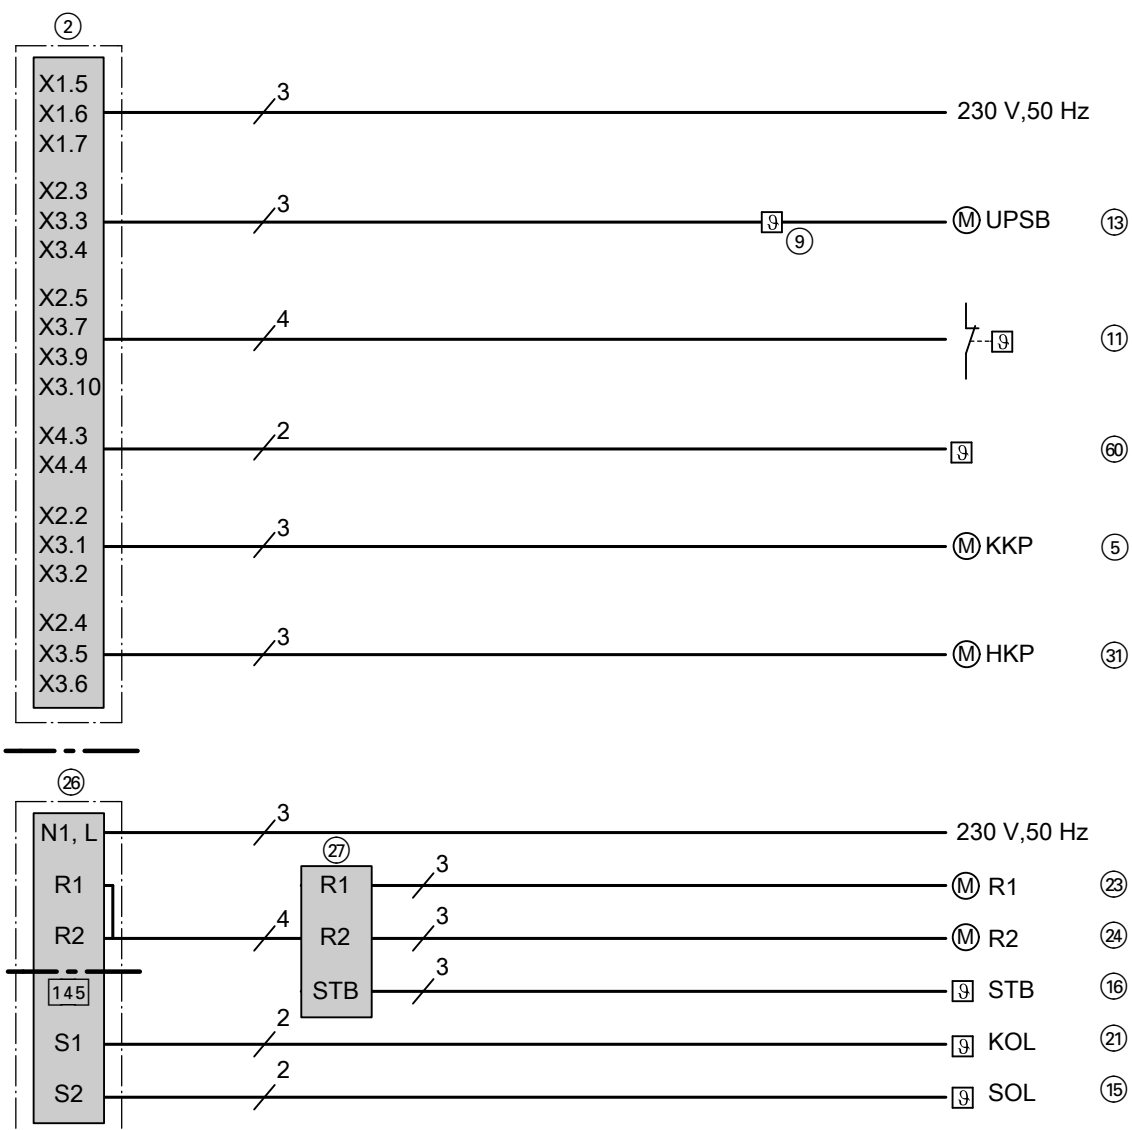 2
X1.5
X1.6 3 230 V,50 Hz
X1.7
X2.3
X3.3 3 ϑ 9 M UPSB 13
X3.4
X2.5
X3.7 4 ϑ 11
X3.9
X3.10
X4.3 2 ϑ 60
X4.4
X2.2
X3.1 3 M KKP 5
X3.2
X2.4
X3.5 3 M HKP 31
X3.6
26
N1, L 3 230 V,50 Hz
27
R1 R1 3 M R1 23
R2 4 R2 3 M R2 24
145 STB 3 ϑ STB 16
S1 2 ϑ KOL 21
S2 2 ϑ SOL 15